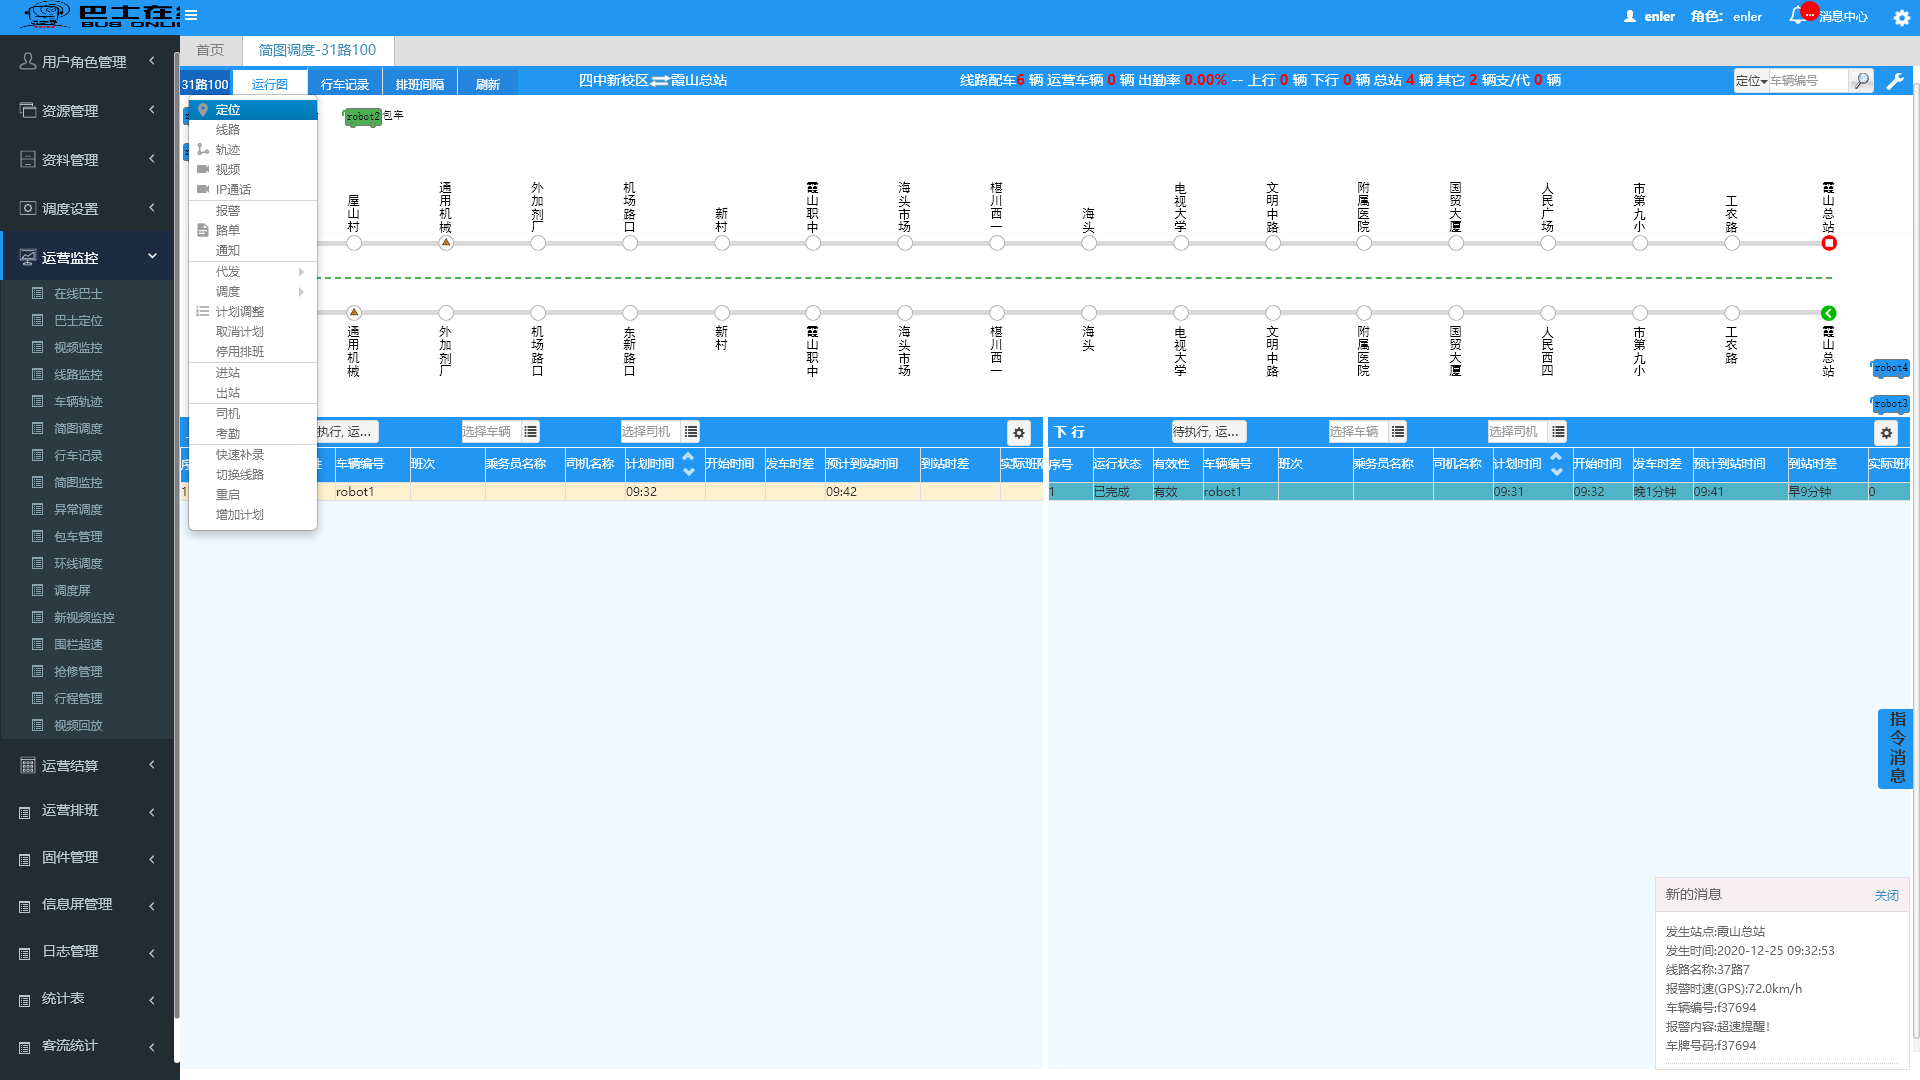 巴士在
BUS ONLI
enler 角色: enler
消息中心
首页
简图调度-31路100
31路100 运行图 行车记录 排班间隔 刷新
四中新校区⇄霞山总站
线路配车6 辆 运营车辆 0 辆 出勤率 0.00% -- 上行 0 辆 下行 0 辆 总站 4 辆 其它 2 辆支/代 0 辆
定位 车辆编号
用户角色管理
资源管理
资料管理
调度设置
运营监控
在线巴士
巴士定位
视频监控
线路监控
车辆轨迹
简图调度
行车记录
简图监控
异常调度
包车管理
环线调度
调度屏
新视频监控
围栏超速
抢修管理
行程管理
视频回放
运营结算
运营排班
固件管理
信息屏管理
日志管理
统计表
客流统计
定位
线路
轨迹
视频
IP通话
报警
路单
通知
代发
调度
计划调整
取消计划
停用排班
进站
出站
司机
考勤
快速补录
切换线路
重启
增加计划
robot2 包车
屋山村
通用机械
外加剂厂
机场路口
新村
霞山职中
海头市场
椹川西一
海头
电视大学
文明中路
附属医院
国贸大厦
人民广场
市第九小
工农路
霞山总站
通用机械
外加剂厂
机场路口
东新路口
新村
霞山职中
海头市场
椹川西一
海头
电视大学
文明中路
附属医院
国贸大厦
人民西四
市第九小
工农路
霞山总站
robot4
robot3
执行, 运... 选择车辆 选择司机
车辆编号 班次 乘务员名称 司机名称 计划时间 开始时间 发车时差 预计到站时间 到站时差 实际班
1 robot1 09:32 09:42
下行 待执行, 运... 选择车辆 选择司机
序号 运行状态 有效性 车辆编号 班次 乘务员名称 司机名称 计划时间 开始时间 发车时差 预计到站时间 到站时差 实际班
1 已完成 有效 robot1 09:31 09:32 晚1分钟 09:41 早9分钟 0
指令消息
新的消息 关闭
发生站点:霞山总站
发生时间:2020-12-25 09:32:53
线路名称:37路7
报警时速(GPS):72.0km/h
车辆编号:f37694
报警内容:超速提醒!
车牌号码:f37694